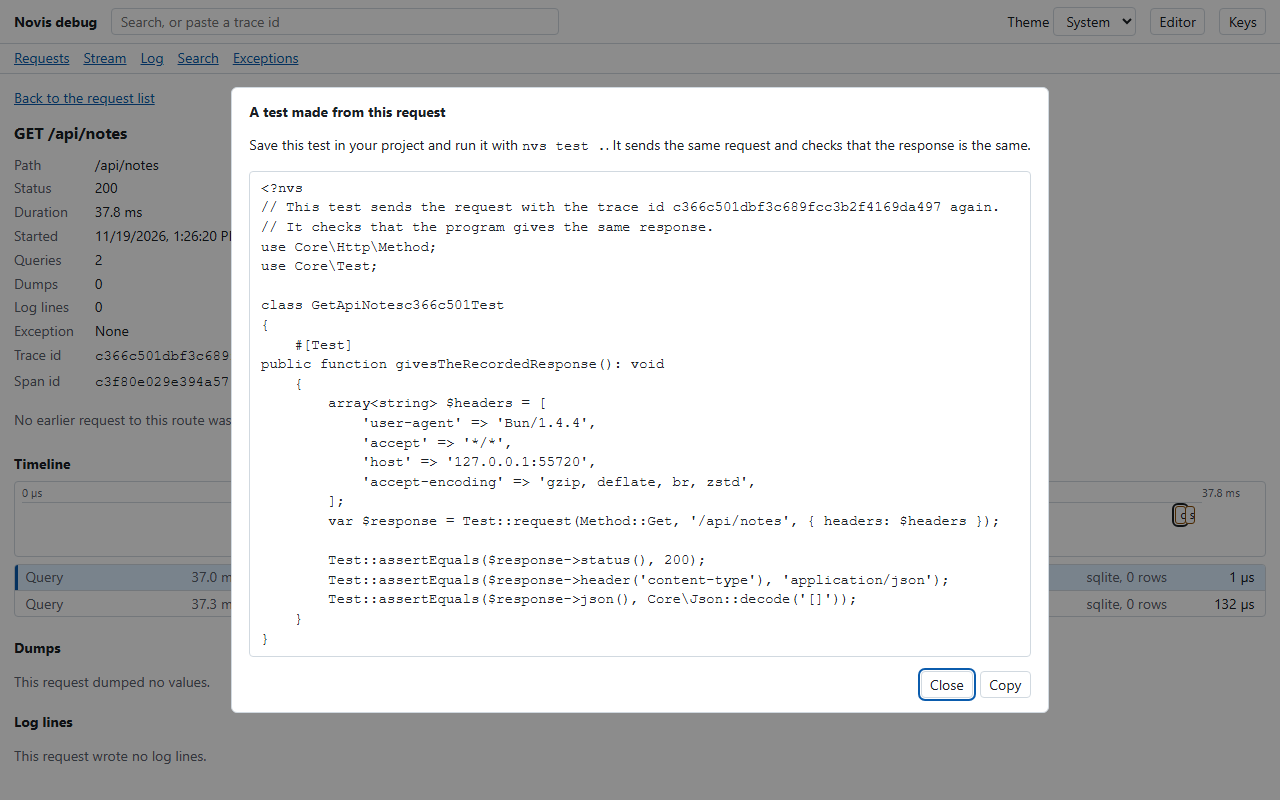 Novis debug
Search, or paste a trace id
Theme
System
Editor
Keys
Requests
Stream
Log
Search
Exceptions
Back to the request list
GET /api/notes
Path /api/notes
Status 200
Duration 37.8 ms
Started 11/19/2026, 1:26:20
Queries 2
Dumps 0
Log lines 0
Exception None
Trace id c366c501dbf3c689
Span id c3f80e029e394a57
No earlier request to this route was
Timeline
0 µs
37.8 ms
Query 37.0 m
sqlite, 0 rows 1 µs
Query 37.3 m
sqlite, 0 rows 132 µs
Dumps
This request dumped no values.
Log lines
This request wrote no log lines.
A test made from this request
Save this test in your project and run it with nvs test .. It sends the same request and checks that the response is the same.
<?nvs
// This test sends the request with the trace id c366c501dbf3c689fcc3b2f4169da497 again.
// It checks that the program gives the same response.
use Core\Http\Method;
use Core\Test;
class GetApiNotesc366c501Test
{
    #[Test]
public function givesTheRecordedResponse(): void
    {
        array<string> $headers = [
            'user-agent' => 'Bun/1.4.4',
            'accept' => '*/*',
            'host' => '127.0.0.1:55720',
            'accept-encoding' => 'gzip, deflate, br, zstd',
        ];
        var $response = Test::request(Method::Get, '/api/notes', { headers: $headers });
        Test::assertEquals($response->status(), 200);
        Test::assertEquals($response->header('content-type'), 'application/json');
        Test::assertEquals($response->json(), Core\Json::decode('[]'));
    }
}
Close
Copy